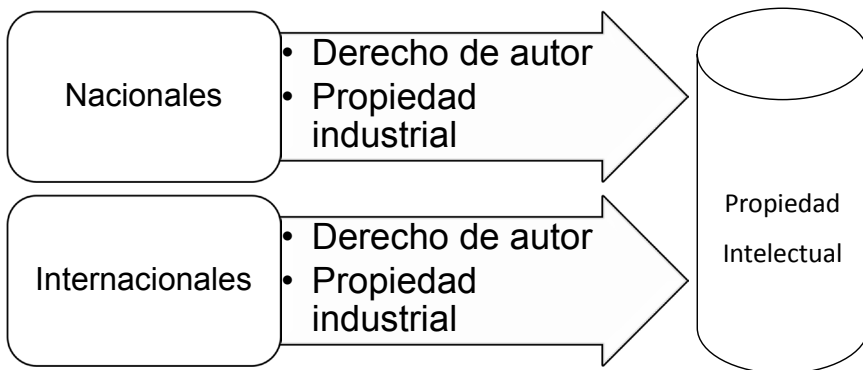 Nacionales
• Derecho de autor
• Propiedad
industrial
Internacionales
• Derecho de autor
• Propiedad
industrial
Propiedad
Intelectual